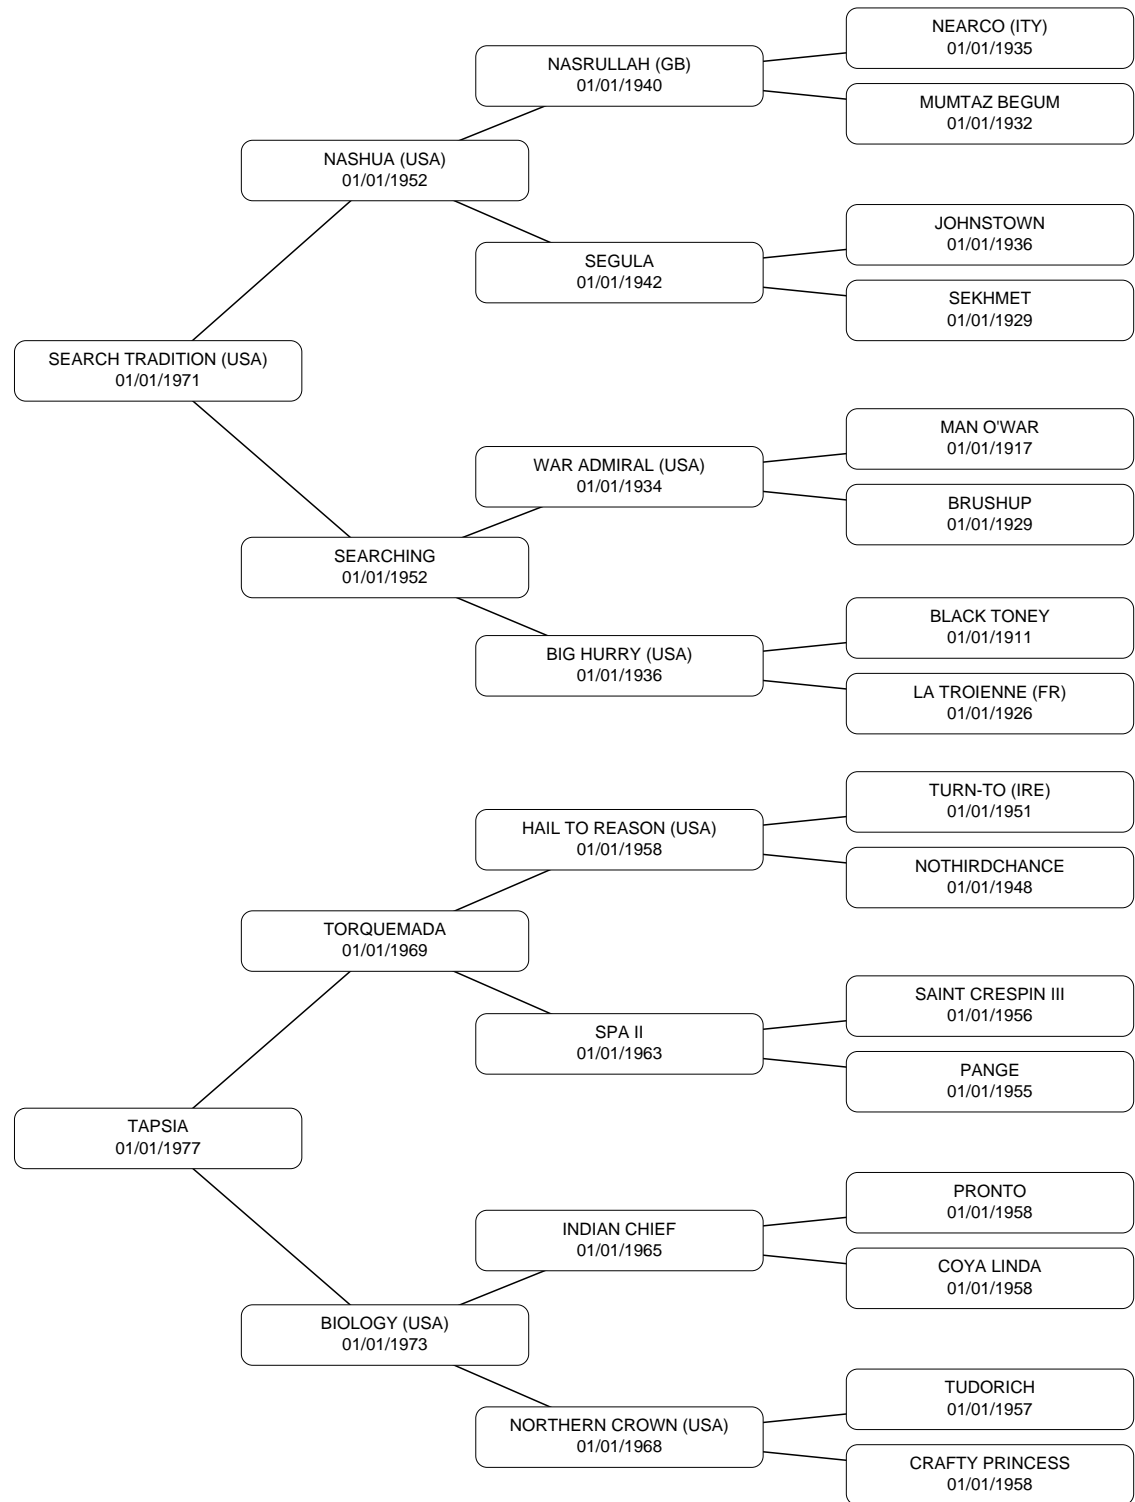 NEARCO (ITY)
01/01/1935
NASRULLAH (GB)
01/01/1940
MUMTAZ BEGUM
01/01/1932
NASHUA (USA)
01/01/1952
JOHNSTOWN
01/01/1936
SEGULA
01/01/1942
SEKHMET
01/01/1929
SEARCH TRADITION (USA)
01/01/1971
MAN O'WAR
01/01/1917
WAR ADMIRAL (USA)
01/01/1934
BRUSHUP
01/01/1929
SEARCHING
01/01/1952
BLACK TONEY
01/01/1911
BIG HURRY (USA)
01/01/1936
LA TROIENNE (FR)
01/01/1926
TURN-TO (IRE)
01/01/1951
HAIL TO REASON (USA)
01/01/1958
NOTHIRDCHANCE
01/01/1948
TORQUEMADA
01/01/1969
SAINT CRESPIN III
01/01/1956
SPA II
01/01/1963
PANGE
01/01/1955
TAPSIA
01/01/1977
PRONTO
01/01/1958
INDIAN CHIEF
01/01/1965
COYA LINDA
01/01/1958
BIOLOGY (USA)
01/01/1973
TUDORICH
01/01/1957
NORTHERN CROWN (USA)
01/01/1968
CRAFTY PRINCESS
01/01/1958